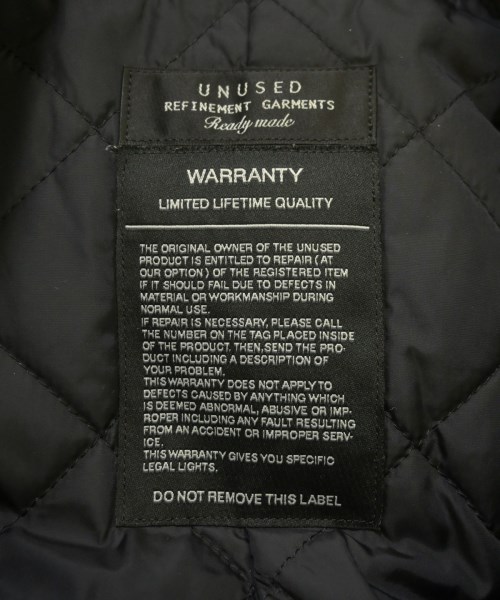 UNUSED
REFINEMENT GARMENTS
Ready made
WARRANTY
LIMITED LIFETIME QUALITY
THE ORIGINAL OWNER OF THE UNUSED
PRODUCT IS ENTITLED TO REPAIR (AT
OUR OPTION) OF THE REGISTERED ITEM
IF IT SHOULD FAIL DUE TO DEFECTS IN
MATERIAL OR WORKMANSHIP DURING
NORMAL USE.
IF REPAIR IS NECESSARY, PLEASE CALL
THE NUMBER ON THE TAG PLACED INSIDE
OF THE PRODUCT. THEN, SEND THE PRO-
DUCT INCLUDING A DESCRIPTION OF
YOUR PROBLEM.
THIS WARRANTY DOES NOT APPLY TO
DEFECTS CAUSED BY ANYTHING WHICH
IS DEEMED ABNORMAL, ABUSIVE OR IMP-
ROPER INCLUDING ANY FAULT RESULTING
FROM AN ACCIDENT OR IMPROPER SERV-
ICE.
THIS WARRANTY GIVES YOU SPECIFIC
LEGAL LIGHTS.
DO NOT REMOVE THIS LABEL